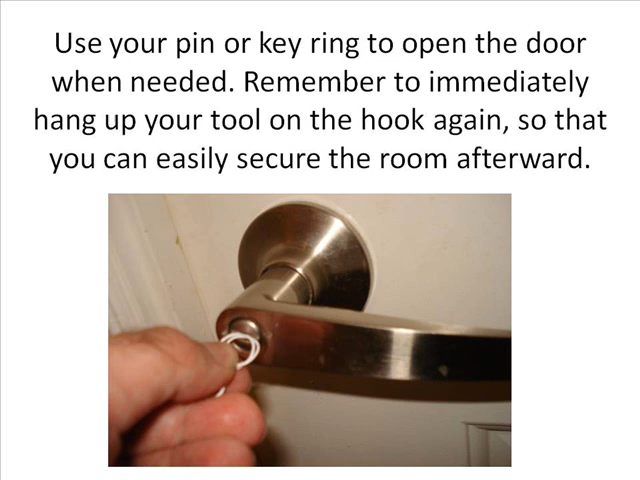 Use your pin or key ring to open the door
when needed. Remember to immediately
hang up your tool on the hook again, so that
you can easily secure the room afterward.